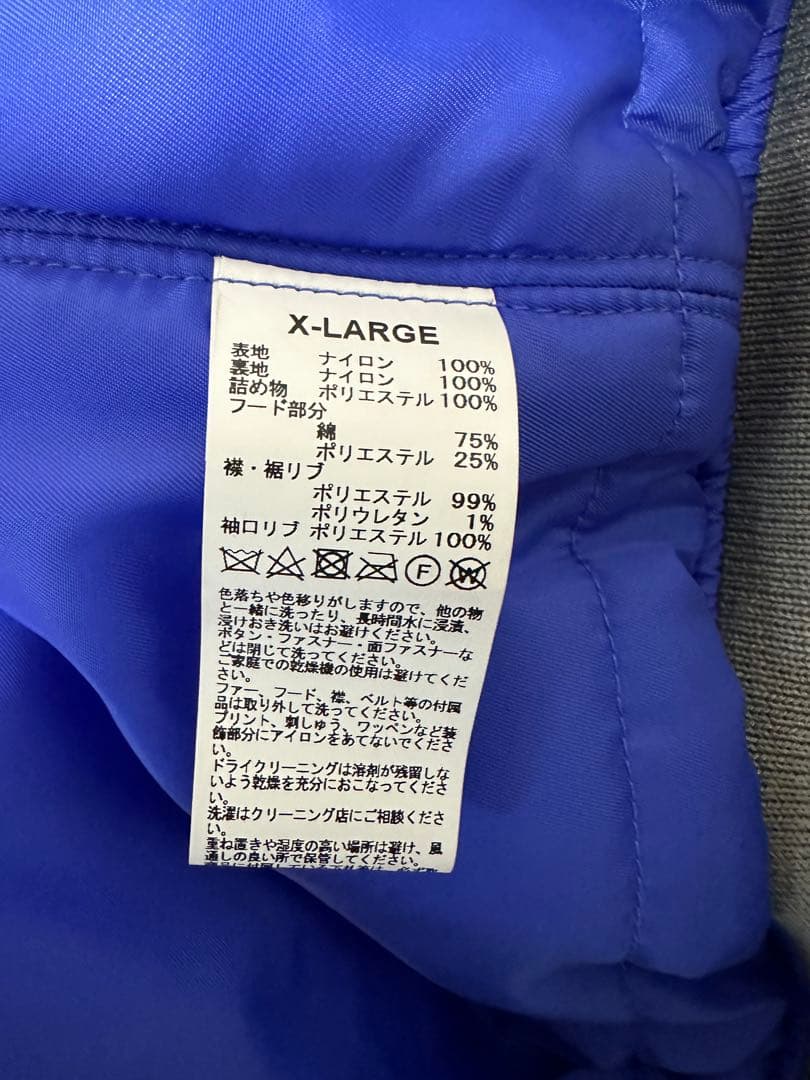 X-LARGE
表地 ナイロン 100%
裏地 ナイロン 100%
詰め物 ポリエステル 100%
フード部分
綿 75%
ポリエステル 25%
襟・裾リブ
ポリエステル 99%
ポリウレタン 1%
袖口リブ ポリエステル 100%
F W
色落ちや色移りがしますので、他の物
と一緒に洗ったり、長時間水に浸漬、
浸けおき洗いはお避けください。
ボタン・ファスナー・面ファスナーな
どは閉じて洗ってください。
ご家庭での乾燥機の使用は避けてくだ
さい。
ファー、フード、襟、ベルト等の付属
品は取り外して洗ってください。
プリント、刺しゅう、ワッペンなど装
飾部分にアイロンをあてないでくださ
い。
ドライクリーニングは溶剤が残留しな
いよう乾燥を充分におこなってくださ
い。
洗濯はクリーニング店にご相談くださ
い。
重ね置きや湿度の高い場所は避け、風
通しの良い所で保管してください。